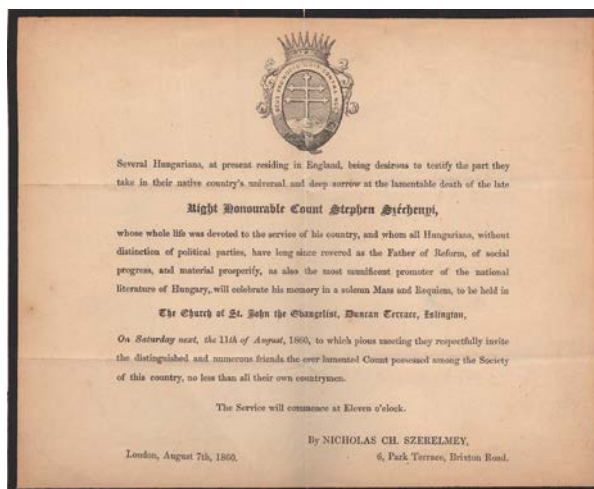 Several Hungarians, at present residing in England, being desirous to testify the part they
take in their native country's universal and deep sorrow at the lamentable death of the late
Right Honourable Count Stephen Széchenyi,
whose whole life was devoted to the service of his country, and whom all Hungarians, without
distinction of political parties, have long since revered as the Father of Reform, of social
progress, and material prosperity, as also the most munificent promoter of the national
literature of Hungary, will celebrate his memory in a solemn Mass and Requiem, to be held in
The Church of St. John the Evangelist, Duncan Terrace, Islington,
On Saturday next, the 11th of August, 1860, to which pious meeting they respectfully invite
the distinguished and numerous friends the ever lamented Count possessed among the Society
of this country, no less than all their own countrymen.
The Service will commence at Eleven o'clock.
By NICHOLAS CH. SZERELMEY,
London, August 7th, 1860. 6, Park Terrace, Brixton Road.